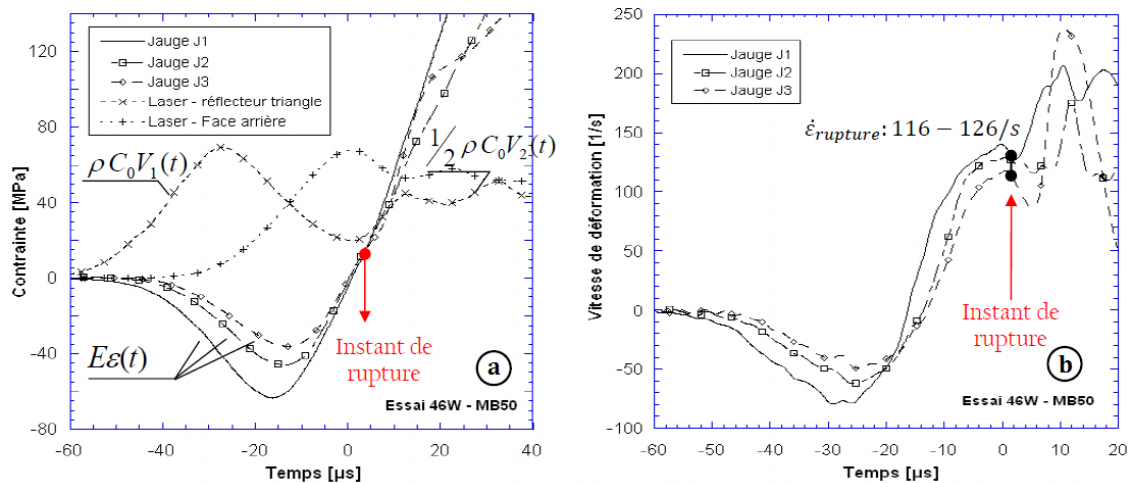 120
80
40
0
-40
-80
-60
-40
-20
0
20
40
Contrainte [MPa]
Temps [µs]
Jauge J1
Jauge J2
Jauge J3
Laser - réflecteur triangle
Laser - Face arrière
ρC₀V₁(t)
1/2 ρC₀V₂(t)
Eε(t)
Instant de
rupture
a
Essai 46W - MB50
250
200
150
100
50
0
-50
-100
-60
-50
-40
-30
-20
-10
0
10
20
Vitesse de déformation [1/s]
Temps [µs]
Jauge J1
Jauge J2
Jauge J3
ε̇rupture: 116 − 126/s
Instant de
rupture
b
Essai 46W - MB50